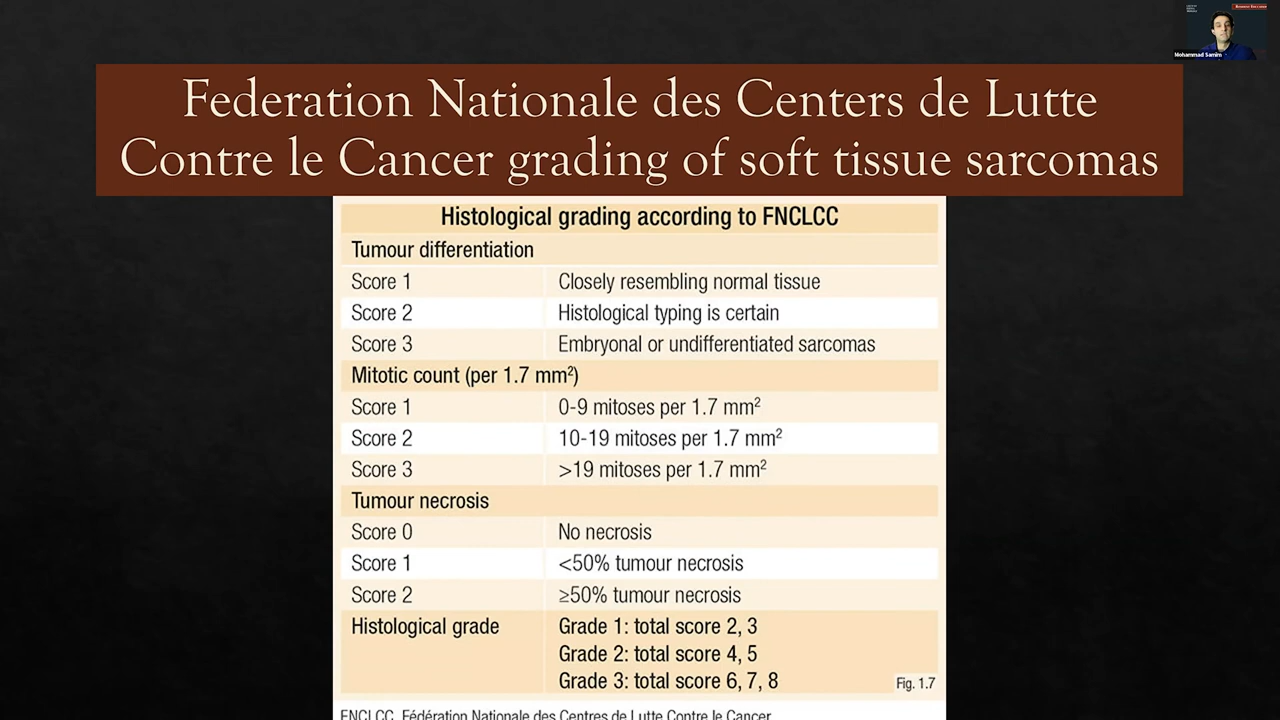 Mohammad Samim
Federation Nationale des Centers de Lutte
Contre le Cancer grading of soft tissue sarcomas
Histological grading according to FNCLCC
Tumour differentiation
Score 1 Closely resembling normal tissue
Score 2 Histological typing is certain
Score 3 Embryonal or undifferentiated sarcomas
Mitotic count (per 1.7 mm²)
Score 1 0-9 mitoses per 1.7 mm²
Score 2 10-19 mitoses per 1.7 mm²
Score 3 >19 mitoses per 1.7 mm²
Tumour necrosis
Score 0 No necrosis
Score 1 <50% tumour necrosis
Score 2 ≥50% tumour necrosis
Histological grade Grade 1: total score 2, 3
Grade 2: total score 4, 5
Grade 3: total score 6, 7, 8
Fig. 1.7
FNCLCC, Fédération Nationale des Centres de Lutte Contre le Cancer